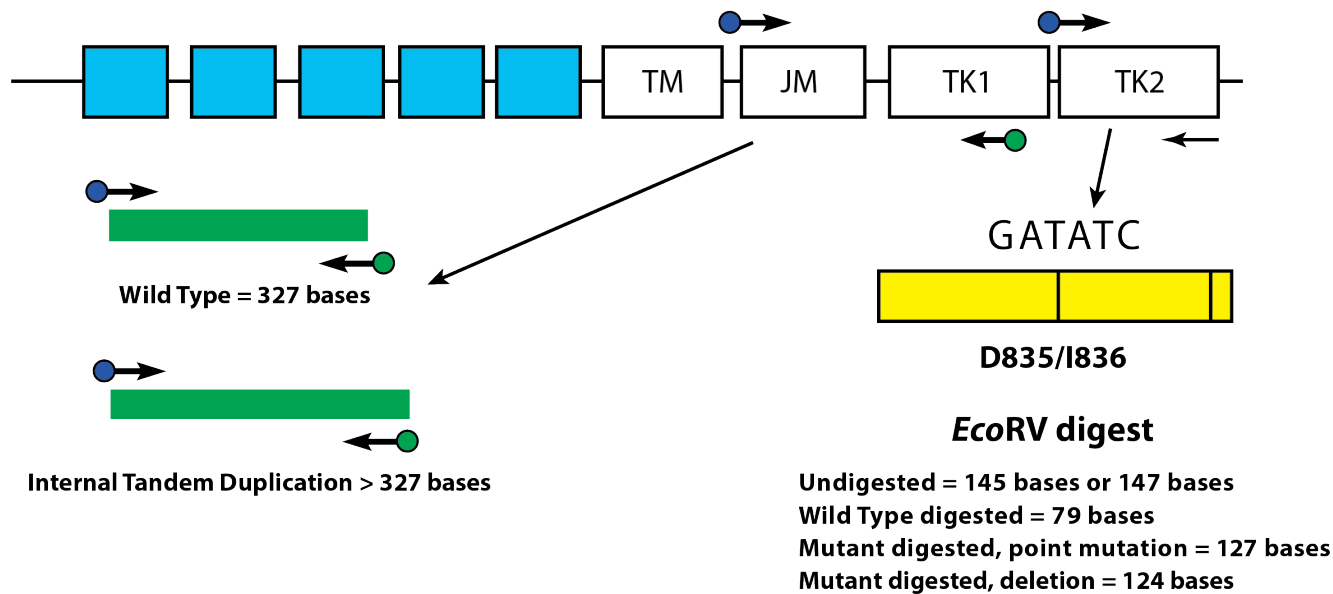 TM
JM
TK1
TK2
GATATC
Wild Type = 327 bases
D835/I836
EcoRV digest
Internal Tandem Duplication > 327 bases
Undigested = 145 bases or 147 bases
Wild Type digested = 79 bases
Mutant digested, point mutation = 127 bases
Mutant digested, deletion = 124 bases